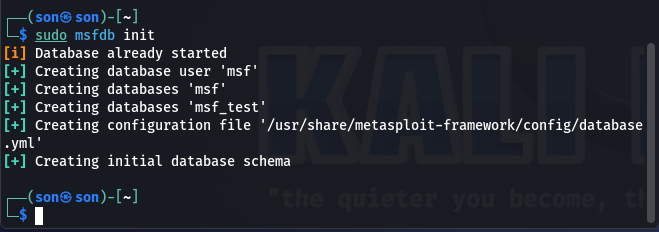 ┌──(son㉿son)-[~]
└─$ sudo msfdb init
[i] Database already started
[+] Creating database user 'msf'
[+] Creating databases 'msf'
[+] Creating databases 'msf_test'
[+] Creating configuration file '/usr/share/metasploit-framework/config/database
.yml'
[+] Creating initial database schema
┌──(son㉿son)-[~]
└─$
KALI
"the quieter you become, th